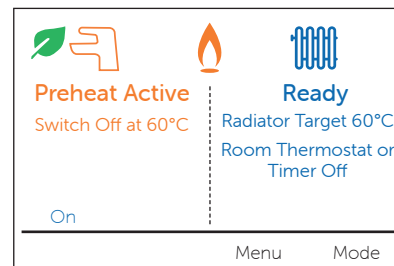 Preheat Active
Switch Off at 60°C
On
Ready
Radiator Target 60°C
Room Thermostat or
Timer Off
Menu Mode